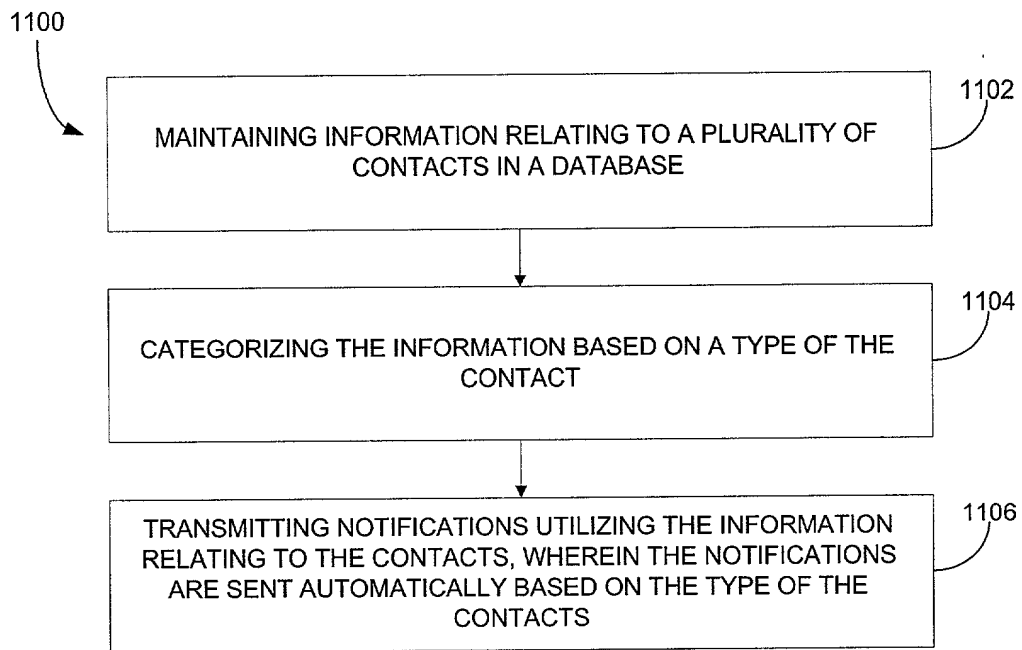 1100
1102
MAINTAINING INFORMATION RELATING TO A PLURALITY OF
CONTACTS IN A DATABASE
1104
CATEGORIZING THE INFORMATION BASED ON A TYPE OF THE
CONTACT
1106
TRANSMITTING NOTIFICATIONS UTILIZING THE INFORMATION
RELATING TO THE CONTACTS, WHEREIN THE NOTIFICATIONS
ARE SENT AUTOMATICALLY BASED ON THE TYPE OF THE
CONTACTS